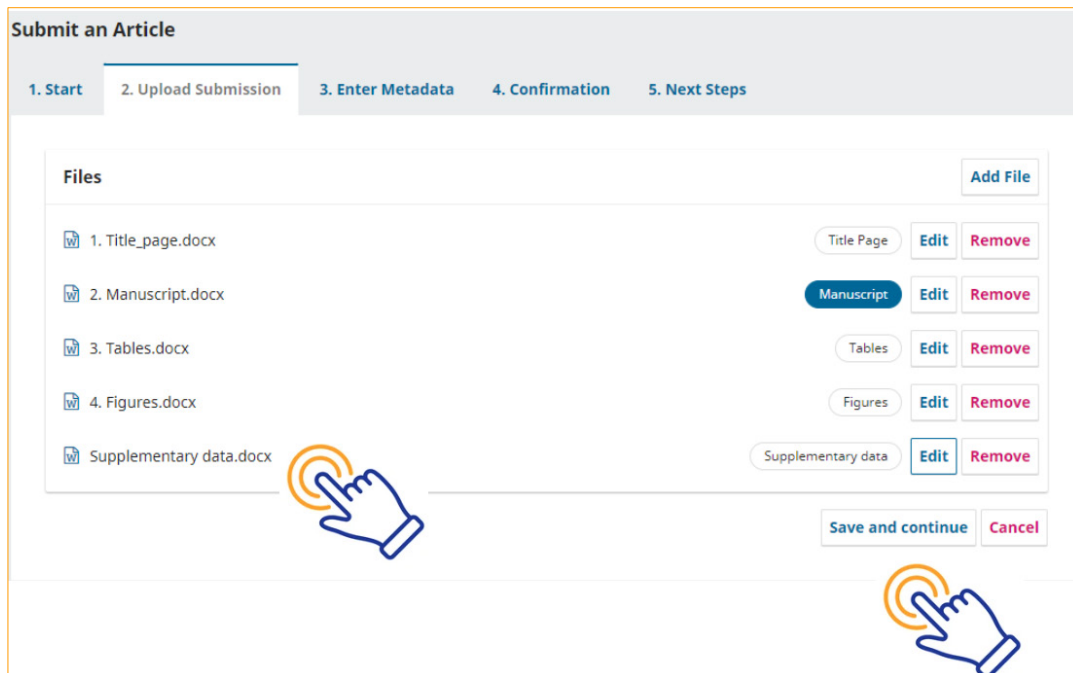 Submit an Article
1. Start 2. Upload Submission 3. Enter Metadata 4. Confirmation 5. Next Steps
Files Add File
1. Title_page.docx Title Page Edit Remove
2. Manuscript.docx Manuscript Edit Remove
3. Tables.docx Tables Edit Remove
4. Figures.docx Figures Edit Remove
Supplementary data.docx Supplementary data Edit Remove
Save and continue Cancel